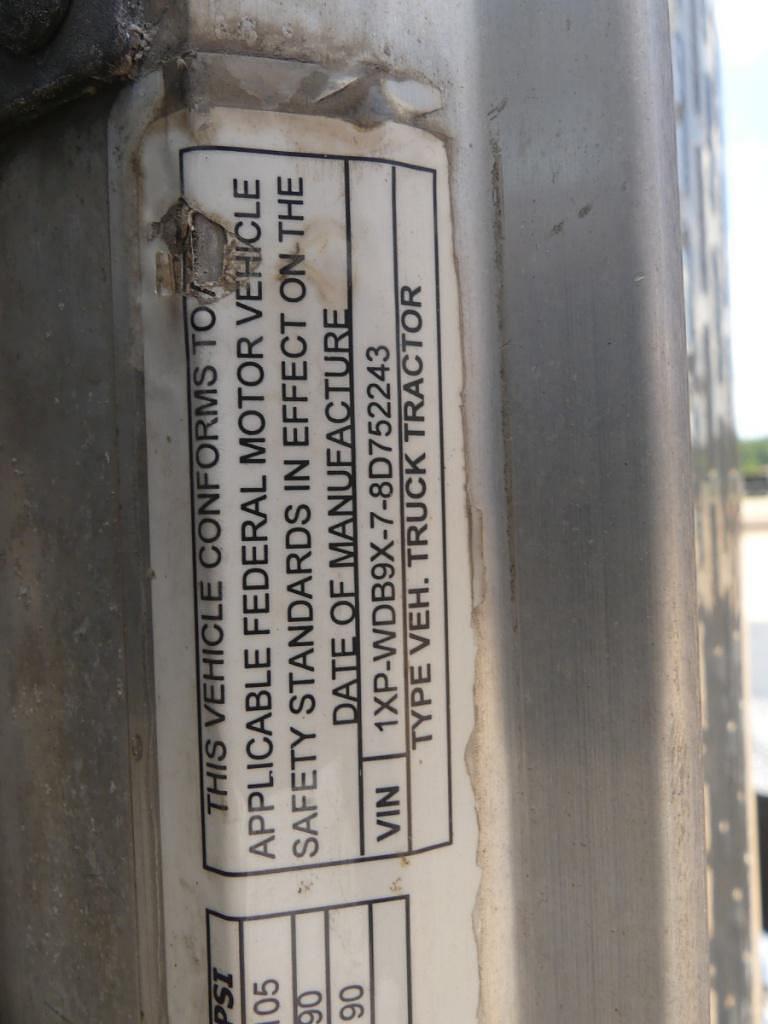 THIS VEHICLE CONFORMS TO
APPLICABLE FEDERAL MOTOR VEHICLE
SAFETY STANDARDS IN EFFECT ON THE
DATE OF MANUFACTURE
VIN 1XP-WDB9X-7-8D752243
TYPE VEH. TRUCK TRACTOR
PSI
105
90
90